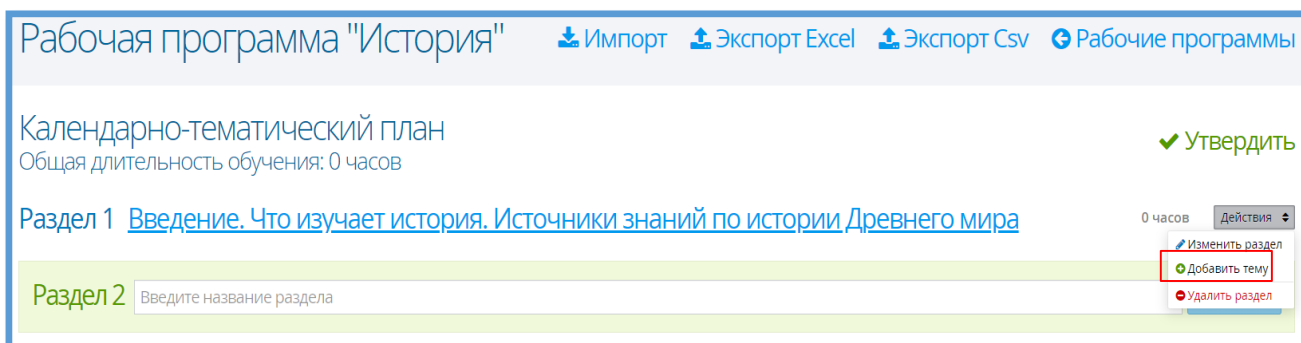 Рабочая программа "История" Импорт Экспорт Excel Экспорт Csv Рабочие программы
Календарно-тематический план
Общая длительность обучения: 0 часов
Утвердить
Раздел 1 Введение. Что изучает история. Источники знаний по истории Древнего мира 0 часов Действия
Изменить раздел
Добавить тему
Удалить раздел
Раздел 2 Введите название раздела